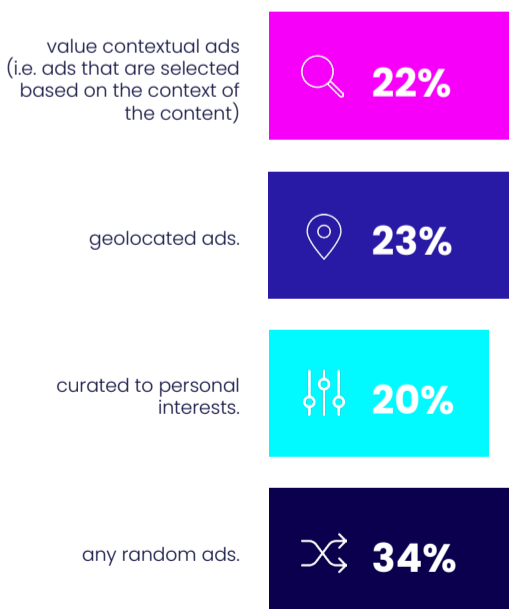 value contextual ads
(i.e. ads that are selected
based on the context of
the content)
22%
geolocated ads.
23%
curated to personal
interests.
20%
any random ads.
34%